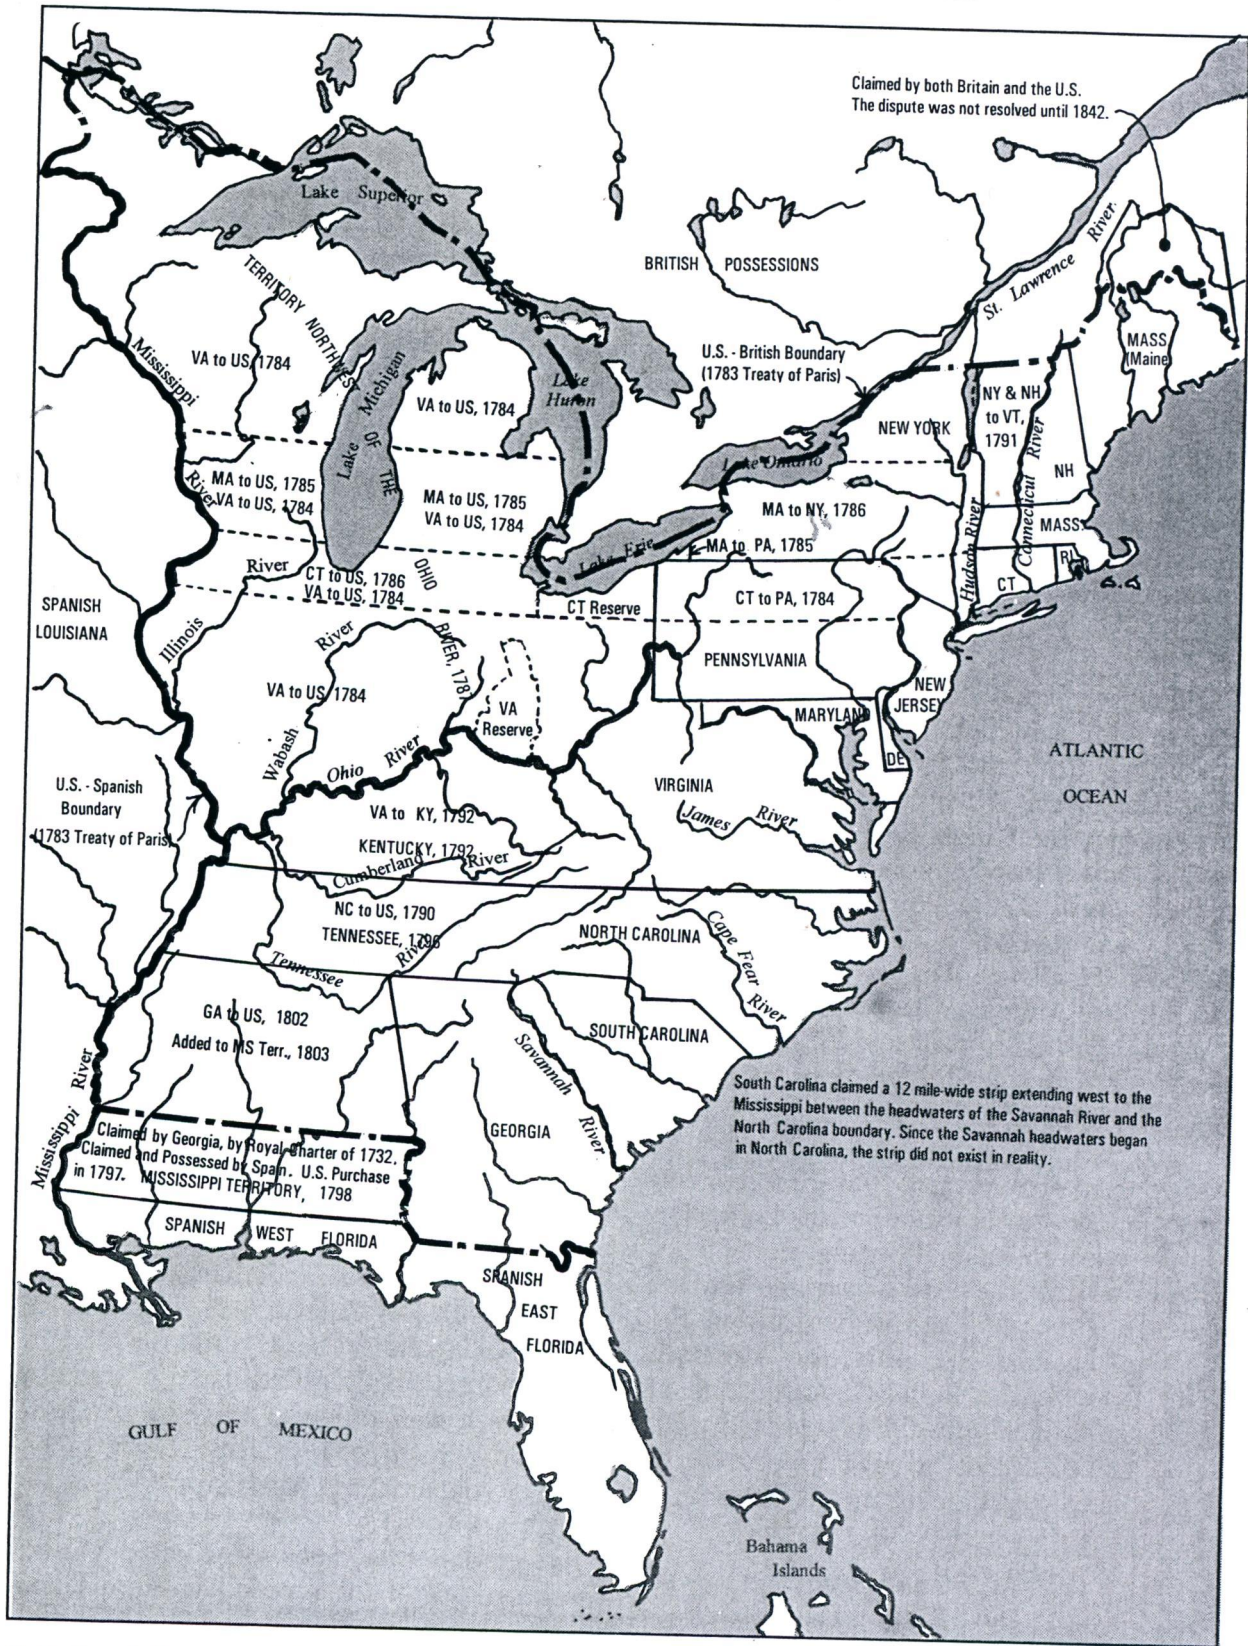 Claimed by both Britain and the U.S.
The dispute was not resolved until 1842.
Lake Superior
BRITISH POSSESSIONS
St. Lawrence River
TERRITORY NORTHWEST OF THE OHIO RIVER, 1787
Mississippi River
VA to US, 1784
Lake Michigan
VA to US, 1784
Lake Huron
U.S. - British Boundary
(1783 Treaty of Paris)
MASS
(Maine)
NY & NH
to VT,
1791
NEW YORK
Connecticut River
NH
Lake Ontario
MA to US, 1785
VA to US, 1784
MA to US, 1785
VA to US, 1784
MA to NY, 1786
Hudson River
MASS
Lake Erie
MA to PA, 1785
RI
CT
Illinois River
CT to US, 1786
VA to US, 1784
CT Reserve
CT to PA, 1784
SPANISH
LOUISIANA
PENNSYLVANIA
VA to US, 1784
Wabash River
VA
Reserve
NEW
JERSEY
MARYLAND
DE
ATLANTIC
OCEAN
Ohio River
U.S. - Spanish
Boundary
(1783 Treaty of Paris)
VIRGINIA
James River
VA to KY, 1792
KENTUCKY, 1792
Cumberland River
NC to US, 1790
TENNESSEE, 1796
Tennessee River
NORTH CAROLINA
Cape Fear River
GA to US, 1802
Added to MS Terr., 1803
SOUTH CAROLINA
Savannah River
Mississippi River
South Carolina claimed a 12 mile-wide strip extending west to the
Mississippi between the headwaters of the Savannah River and the
North Carolina boundary. Since the Savannah headwaters began
in North Carolina, the strip did not exist in reality.
GEORGIA
Claimed by Georgia, by Royal Charter of 1732.
Claimed and Possessed by Spain. U.S. Purchase
in 1797. MISSISSIPPI TERRITORY, 1798
SPANISH WEST FLORIDA
SPANISH
EAST
FLORIDA
GULF OF MEXICO
Bahama
Islands